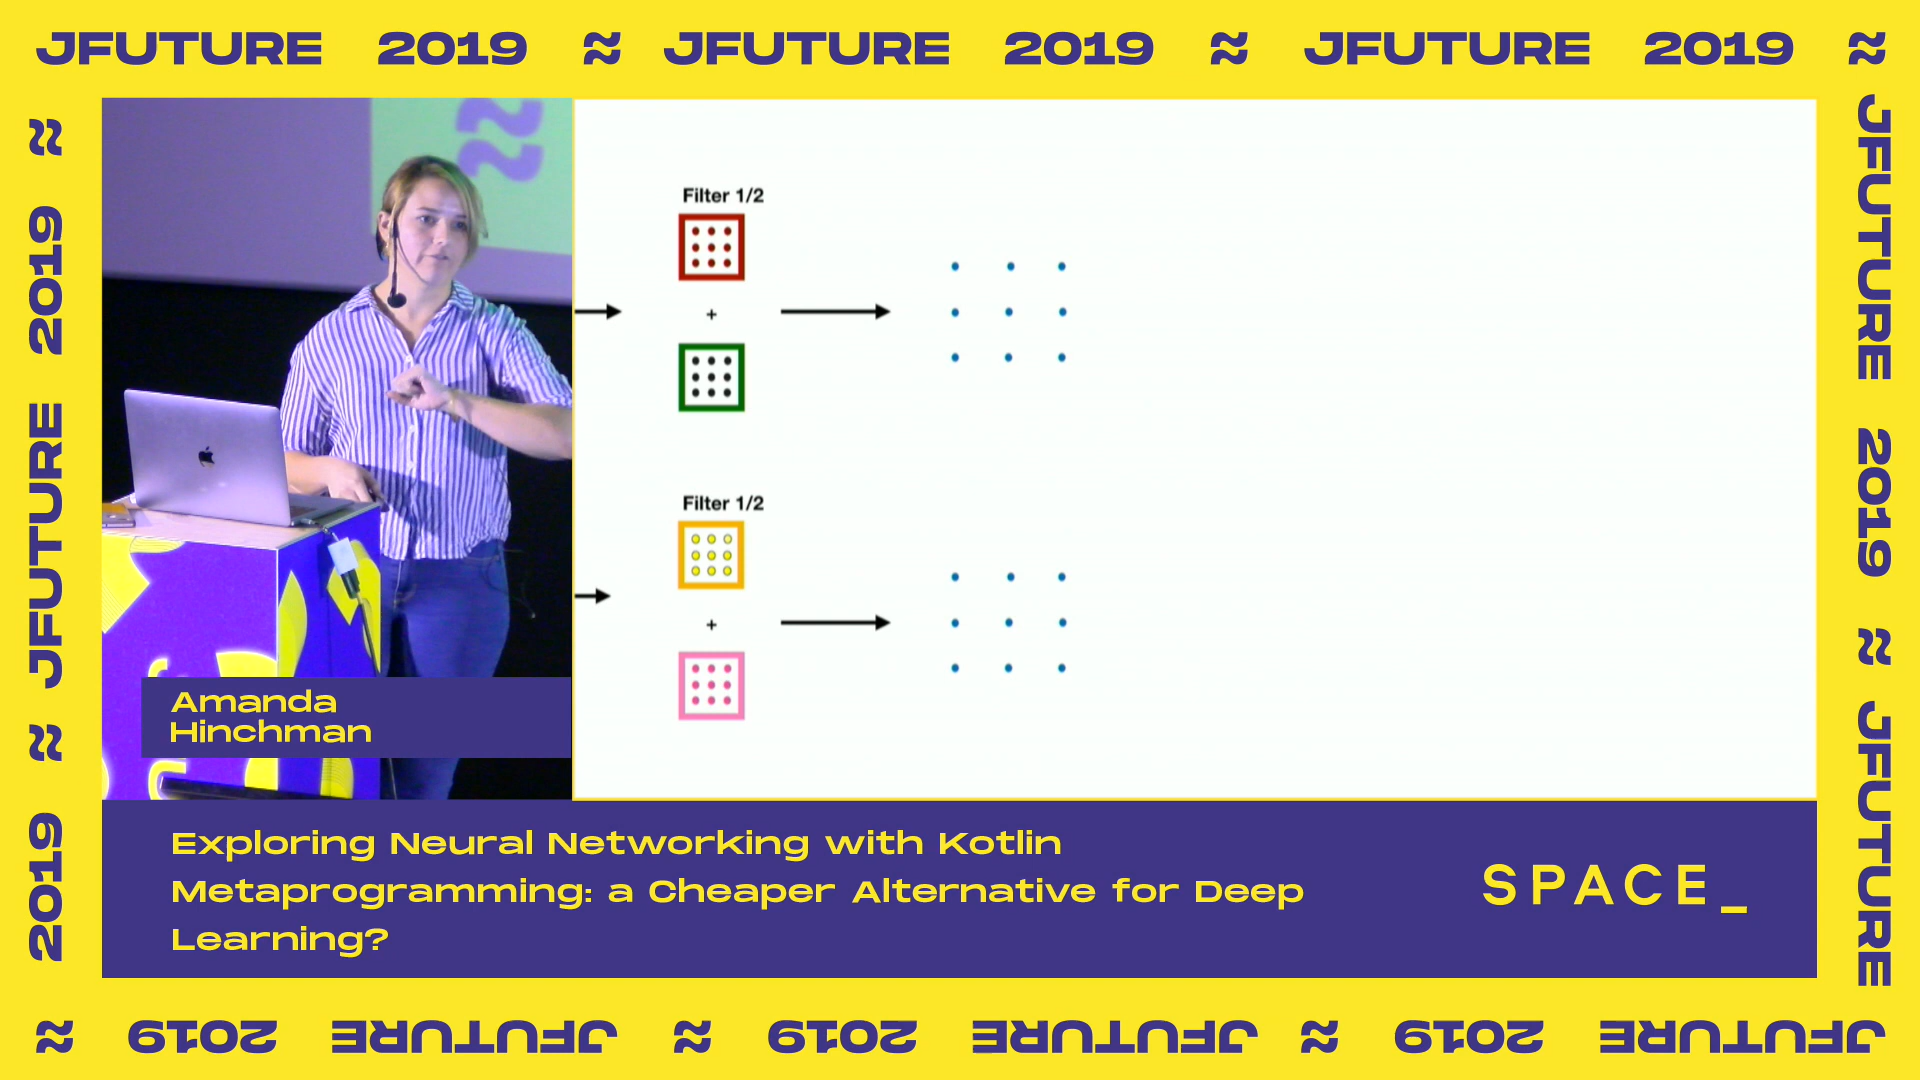 JFUTURE 2019 ≈ JFUTURE 2019 ≈ JFUTURE 2019 ≈
2019 ≈ JFUTURE 2019 ≈
JFUTURE 2019 ≈ JFUTURE
Filter 1/2
+
Filter 1/2
+
Amanda
Hinchman
Exploring Neural Networking with Kotlin
Metaprogramming: a Cheaper Alternative for Deep
Learning?
SPACE_
JFUTURE 2019 ≈ JFUTURE 2019 ≈ JFUTURE 2019 ≈